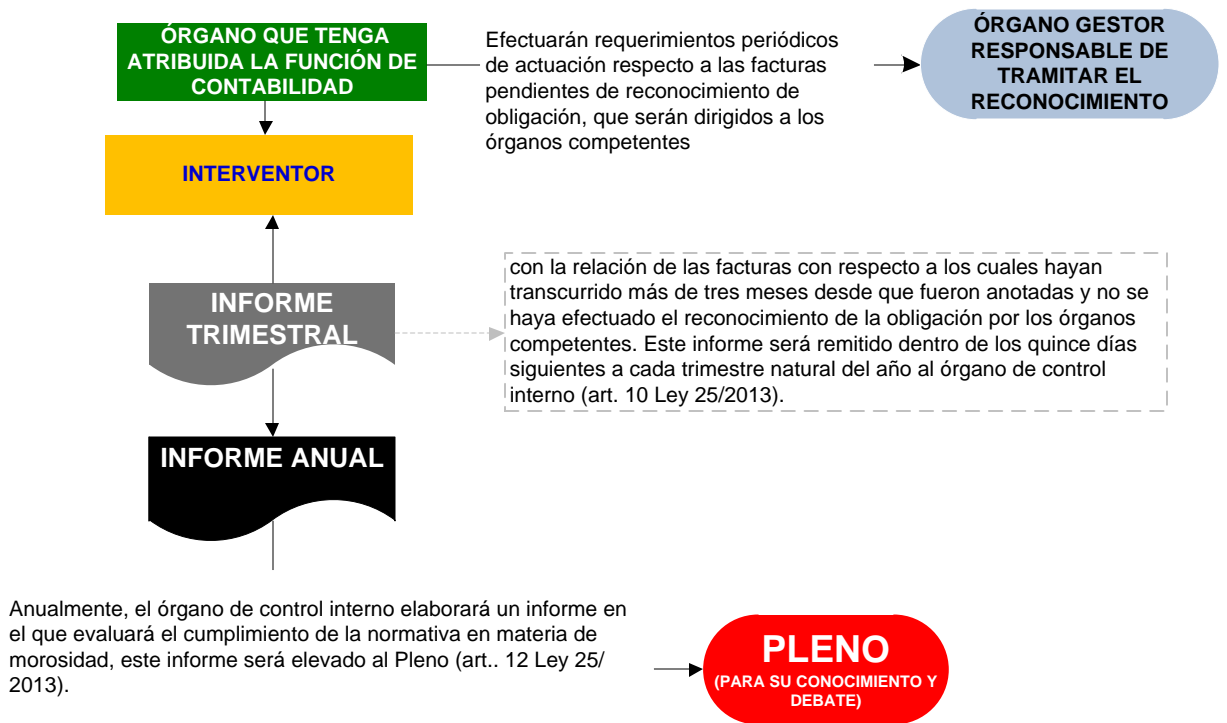 ÓRGANO QUE TENGA
ATRIBUIDA LA FUNCIÓN DE
CONTABILIDAD
Efectuarán requerimientos periódicos
de actuación respecto a las facturas
pendientes de reconocimiento de
obligación, que serán dirigidos a los
órganos competentes
ÓRGANO GESTOR
RESPONSABLE DE
TRAMITAR EL
RECONOCIMIENTO
INTERVENTOR
INFORME
TRIMESTRAL
con la relación de las facturas con respecto a los cuales hayan
transcurrido más de tres meses desde que fueron anotadas y no se
haya efectuado el reconocimiento de la obligación por los órganos
competentes. Este informe será remitido dentro de los quince días
siguientes a cada trimestre natural del año al órgano de control
interno (art. 10 Ley 25/2013).
INFORME ANUAL
Anualmente, el órgano de control interno elaborará un informe en
el que evaluará el cumplimiento de la normativa en materia de
morosidad, este informe será elevado al Pleno (art.. 12 Ley 25/
2013).
PLENO
(PARA SU CONOCIMIENTO Y
DEBATE)